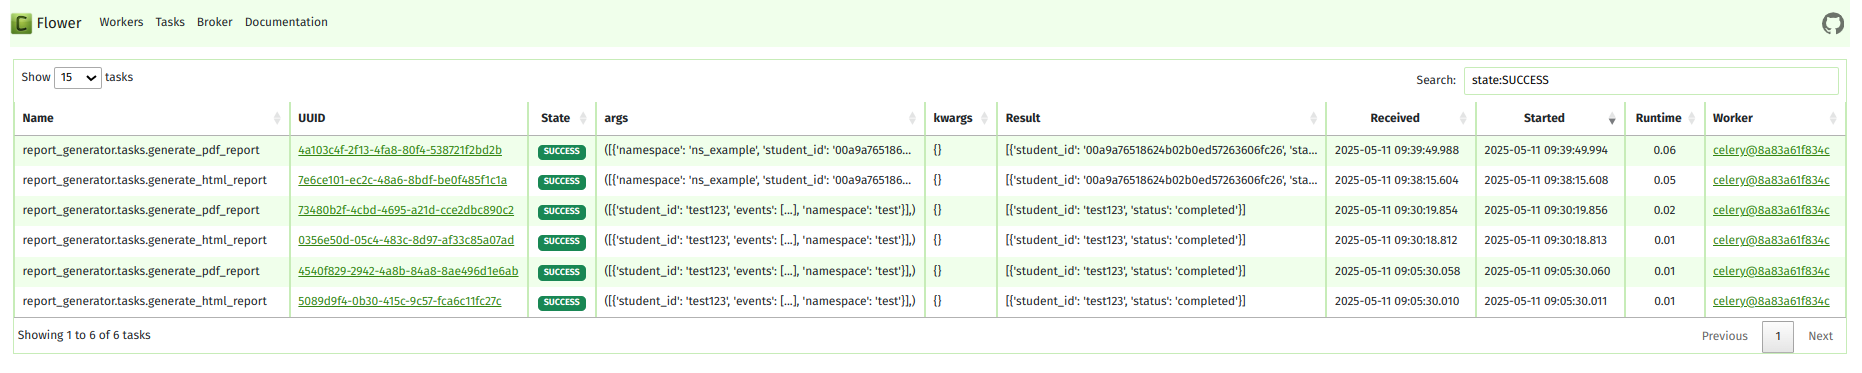 Flower Workers Tasks Broker Documentation
Show 15 tasks Search: state:SUCCESS
Name UUID State args kwargs Result Received Started Runtime Worker
report_generator.tasks.generate_pdf_report 4a103c4f-2f13-4fa8-80f4-538721f2bd2b SUCCESS ([[{'namespace': 'ns_example', 'student_id': '00a9a765186... {} [{'student_id': '00a9a76518624b02b0ed57263606fc26', 'sta... 2025-05-11 09:39:49.988 2025-05-11 09:39:49.994 0.06 celery@8a83a61f834c
report_generator.tasks.generate_html_report 7e6ce101-ec2c-48a6-8bdf-be0f485f1c1a SUCCESS ([[{'namespace': 'ns_example', 'student_id': '00a9a765186... {} [{'student_id': '00a9a76518624b02b0ed57263606fc26', 'sta... 2025-05-11 09:38:15.604 2025-05-11 09:38:15.608 0.05 celery@8a83a61f834c
report_generator.tasks.generate_pdf_report 73480b2f-4cbd-4695-a21d-cce2dbc890c2 SUCCESS ([[{'student_id': 'test123', 'events': [...], 'namespace': 'test'}],) {} [{'student_id': 'test123', 'status': 'completed'}] 2025-05-11 09:30:19.854 2025-05-11 09:30:19.856 0.02 celery@8a83a61f834c
report_generator.tasks.generate_html_report 0356e50d-05c4-483c-8d97-af33c85a07ad SUCCESS ([[{'student_id': 'test123', 'events': [...], 'namespace': 'test'}],) {} [{'student_id': 'test123', 'status': 'completed'}] 2025-05-11 09:30:18.812 2025-05-11 09:30:18.813 0.01 celery@8a83a61f834c
report_generator.tasks.generate_pdf_report 4540f829-2942-4a8b-84a8-8ae496d1e6ab SUCCESS ([[{'student_id': 'test123', 'events': [...], 'namespace': 'test'}],) {} [{'student_id': 'test123', 'status': 'completed'}] 2025-05-11 09:05:30.058 2025-05-11 09:05:30.060 0.01 celery@8a83a61f834c
report_generator.tasks.generate_html_report 5089d9f4-0b30-415c-9c57-fca6c11fc27c SUCCESS ([[{'student_id': 'test123', 'events': [...], 'namespace': 'test'}],) {} [{'student_id': 'test123', 'status': 'completed'}] 2025-05-11 09:05:30.010 2025-05-11 09:05:30.011 0.01 celery@8a83a61f834c
Showing 1 to 6 of 6 tasks Previous 1 Next